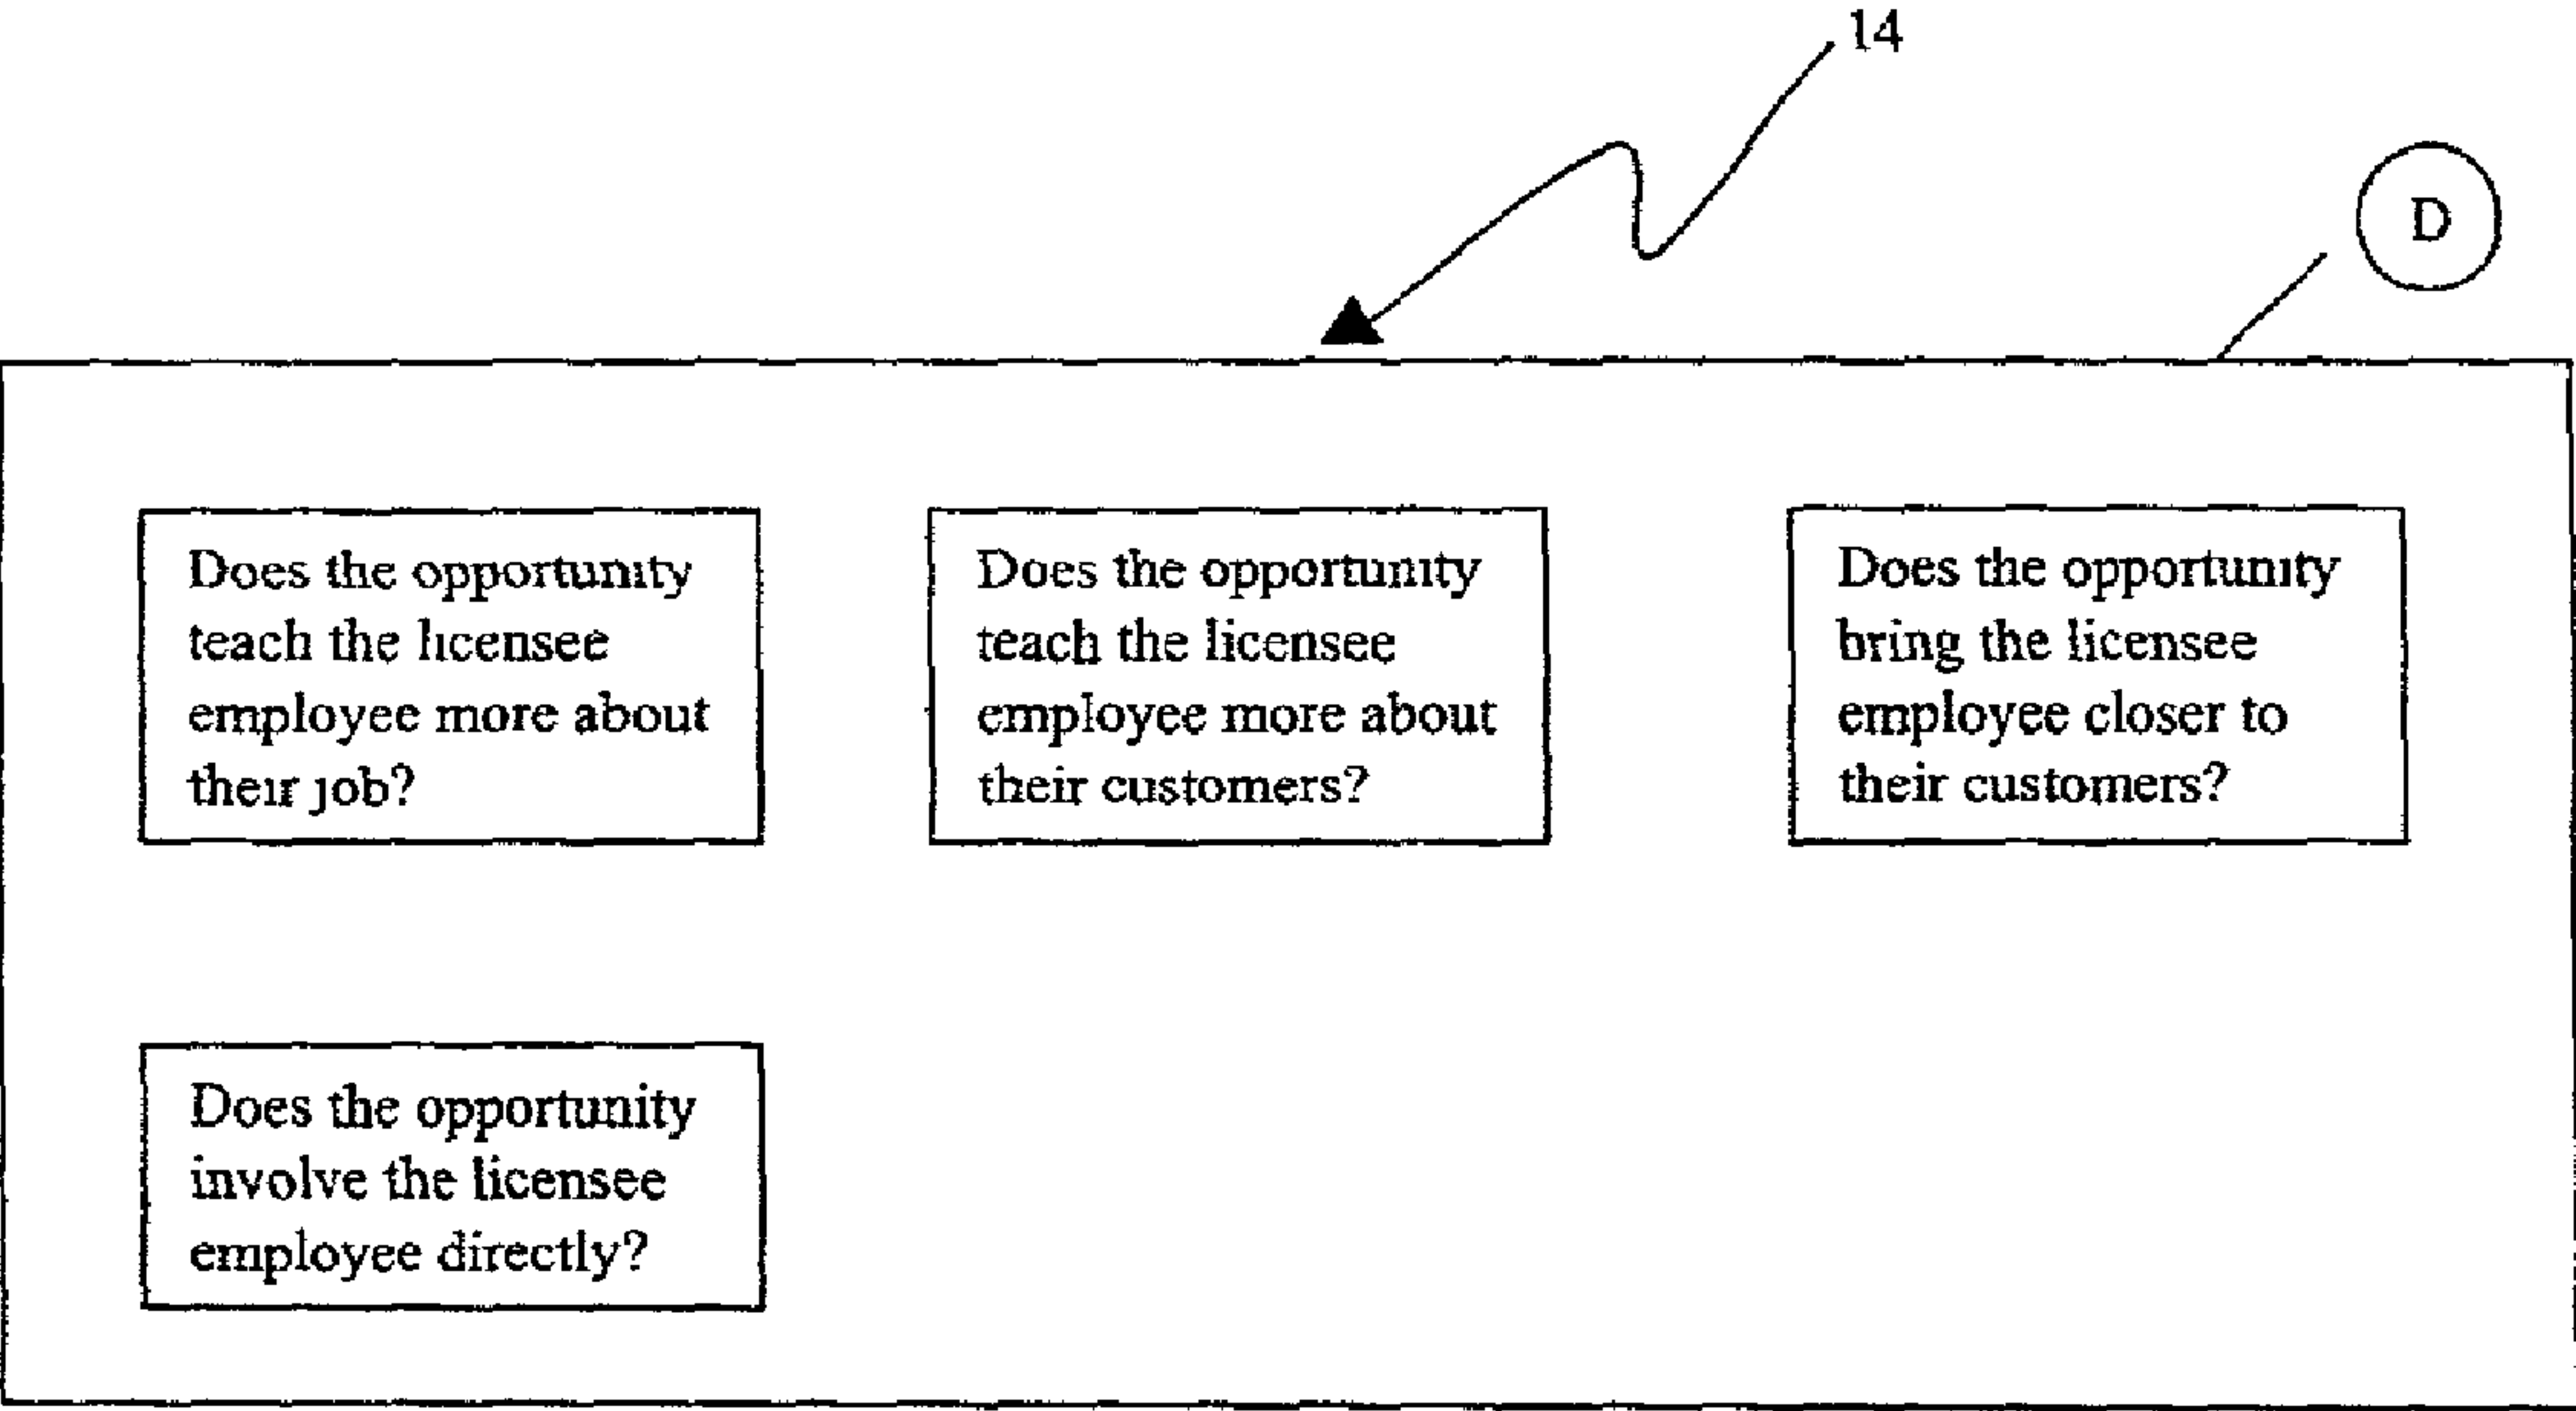 14
D
Does the opportunity
teach the licensee
employee more about
their job?
Does the opportunity
teach the licensee
employee more about
their customers?
Does the opportunity
bring the licensee
employee closer to
their customers?
Does the opportunity
involve the licensee
employee directly?